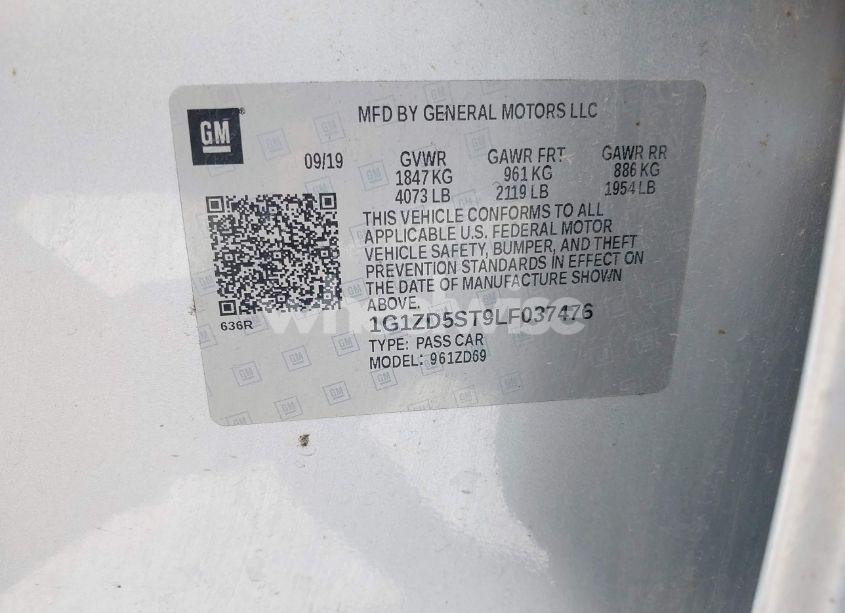 GM
MFD BY GENERAL MOTORS LLC
09/19 GVWR GAWR FRT GAWR RR
1847 KG 961 KG 886 KG
4073 LB 2119 LB 1954 LB
THIS VEHICLE CONFORMS TO ALL
APPLICABLE U.S. FEDERAL MOTOR
VEHICLE SAFETY, BUMPER, AND THEFT
PREVENTION STANDARDS IN EFFECT ON
THE DATE OF MANUFACTURE SHOWN
ABOVE.
636R
1G1ZD5ST9LF037476
TYPE: PASS CAR
MODEL: 961ZD69